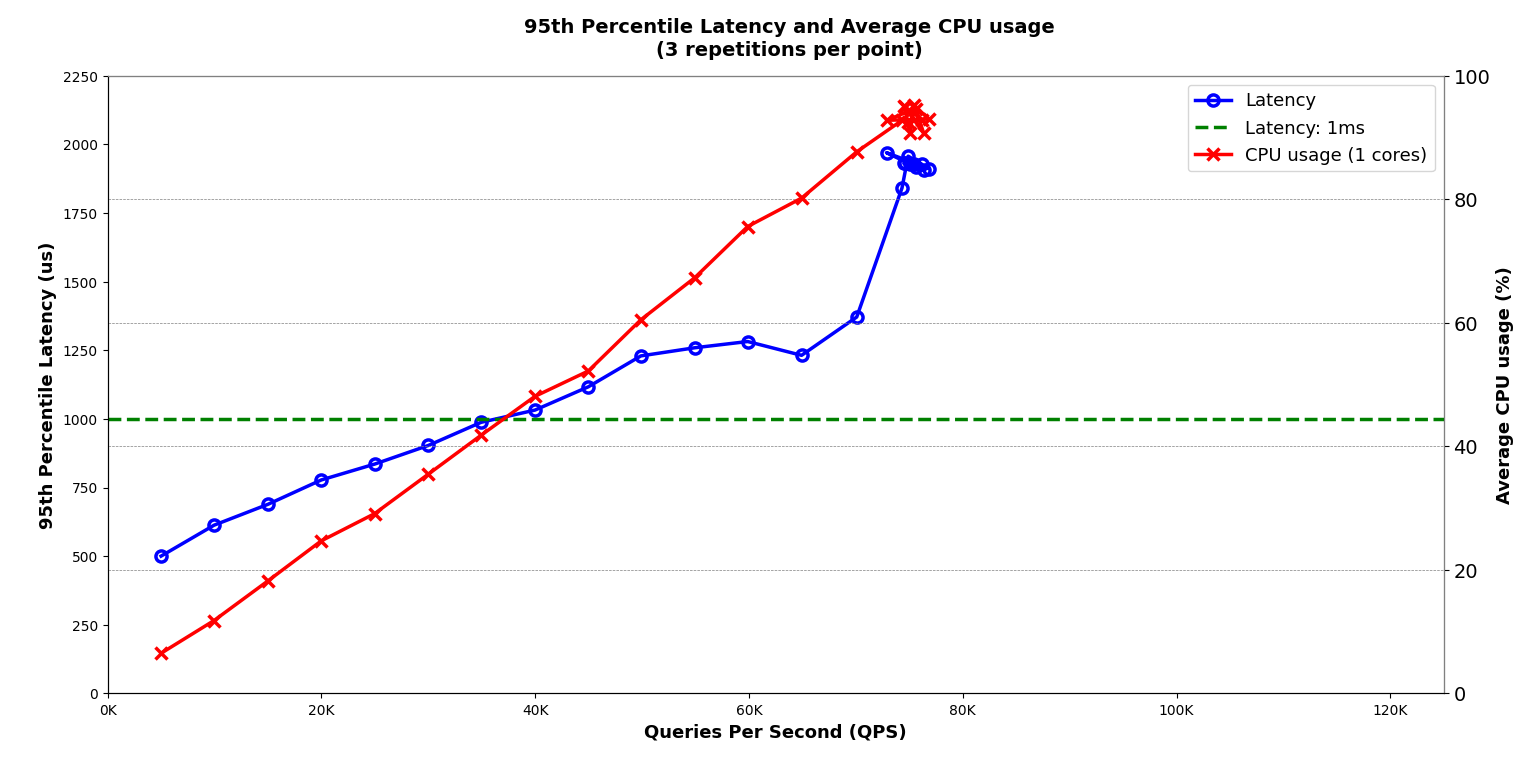 95th Percentile Latency and Average CPU usage
(3 repetitions per point)
2250
2000
1750
1500
1250
1000
750
500
250
0
95th Percentile Latency (us)
0K
20K
40K
60K
80K
100K
120K
Queries Per Second (QPS)
100
80
60
40
20
0
Average CPU usage (%)
Latency
Latency: 1ms
CPU usage (1 cores)